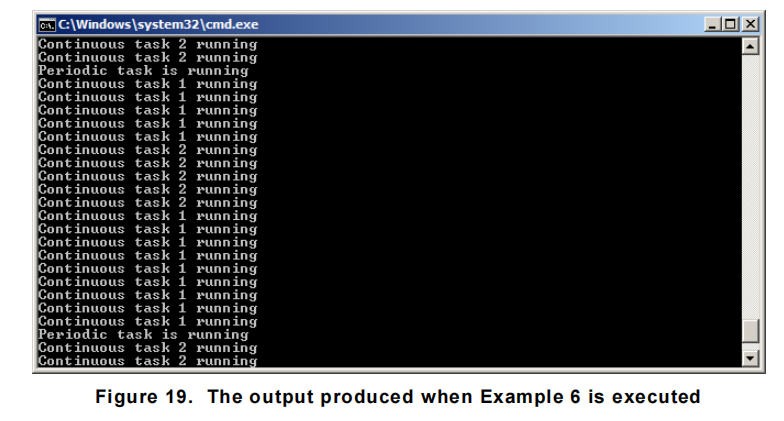 C:\Windows\system32\cmd.exe
Continuous task 2 running
Continuous task 2 running
Periodic task is running
Continuous task 1 running
Continuous task 1 running
Continuous task 1 running
Continuous task 1 running
Continuous task 1 running
Continuous task 2 running
Continuous task 2 running
Continuous task 2 running
Continuous task 2 running
Continuous task 2 running
Continuous task 1 running
Continuous task 1 running
Continuous task 1 running
Continuous task 1 running
Continuous task 1 running
Continuous task 1 running
Continuous task 1 running
Continuous task 1 running
Continuous task 1 running
Periodic task is running
Continuous task 2 running
Continuous task 2 running
Figure 19. The output produced when Example 6 is executed